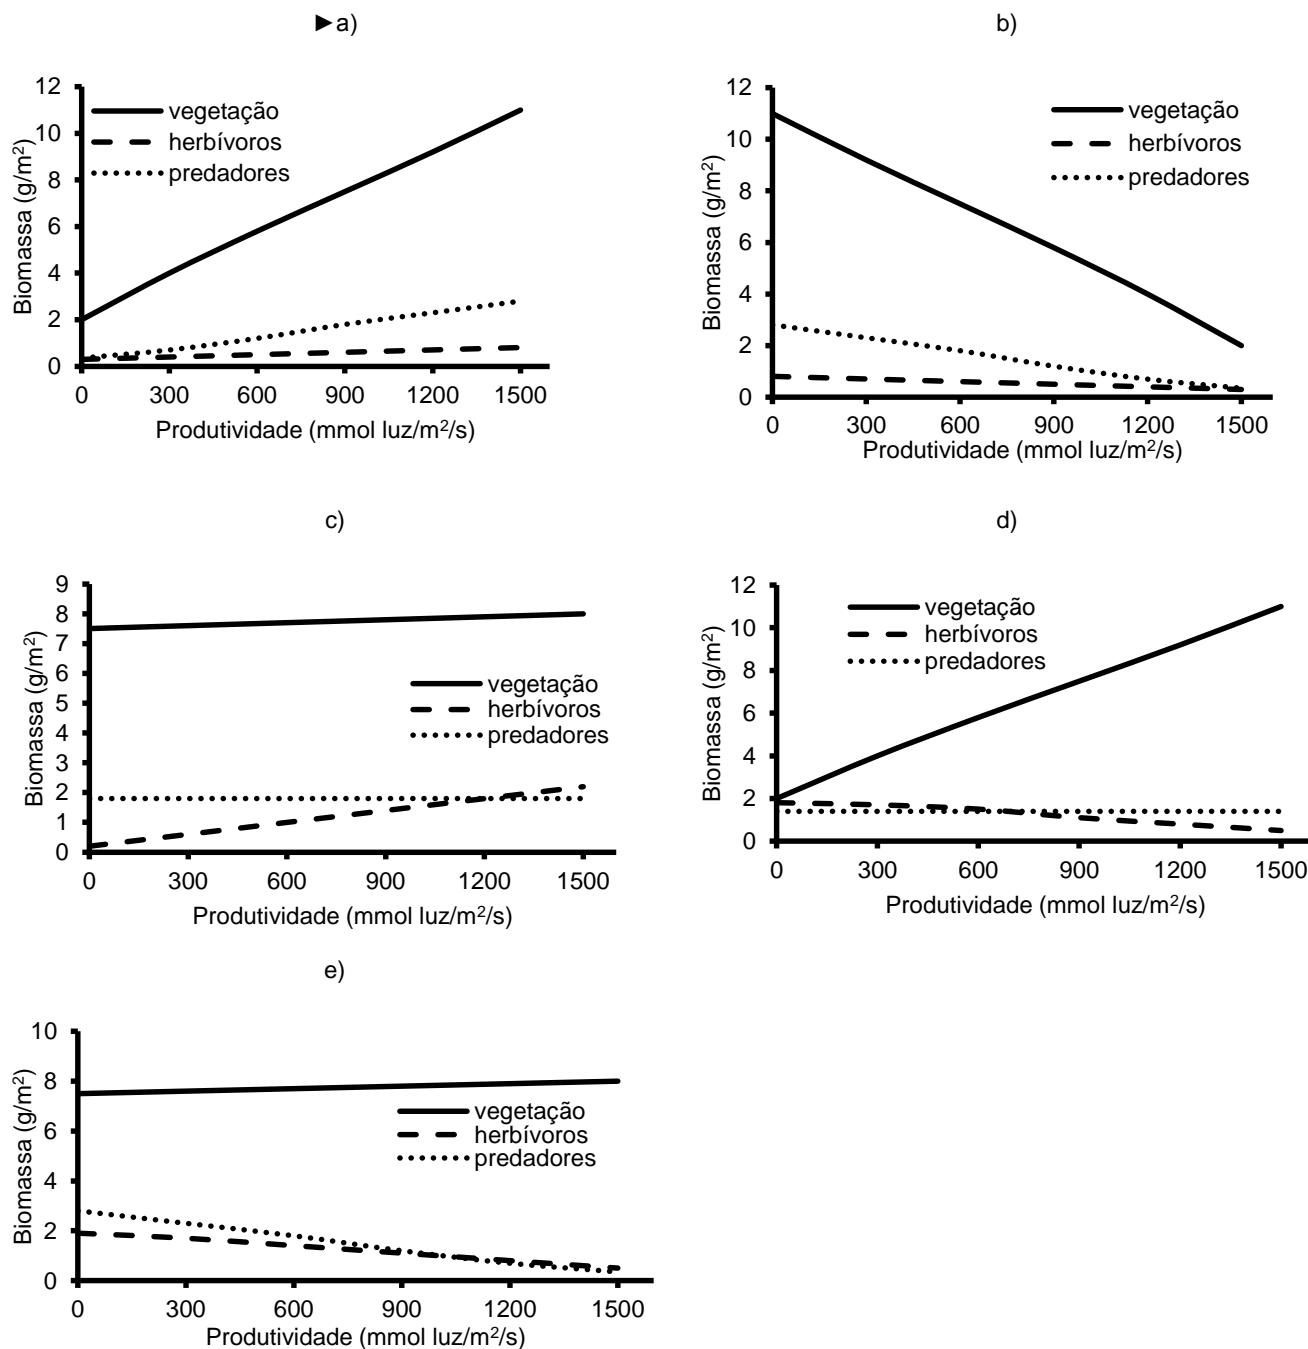 ►a)
12
10
8
6
4
2
0
Biomassa (g/m²)
vegetação
herbívoros
predadores
0 300 600 900 1200 1500
Produtividade (mmol luz/m²/s)
b)
12
10
8
6
4
2
0
Biomassa (g/m²)
vegetação
herbívoros
predadores
0 300 600 900 1200 1500
Produtividade (mmol luz/m²/s)
c)
9
8
7
6
5
4
3
2
1
0
Biomassa (g/m²)
vegetação
herbívoros
predadores
0 300 600 900 1200 1500
Produtividade (mmol luz/m²/s)
d)
12
10
8
6
4
2
0
Biomassa (g/m²)
vegetação
herbívoros
predadores
0 300 600 900 1200 1500
Produtividade (mmol luz/m²/s)
e)
10
8
6
4
2
0
Biomassa (g/m²)
vegetação
herbívoros
predadores
0 300 600 900 1200 1500
Produtividade (mmol luz/m²/s)